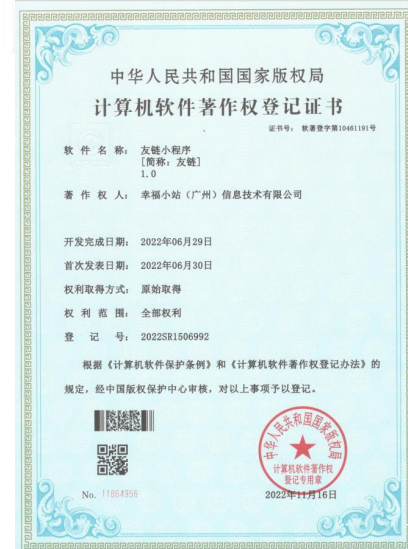 中华人民共和国国家版权局
计算机软件著作权登记证书
证书号： 软著登字第10461191号
软件名称： 友链小程序
[简称：友链]
1.0
著作权人： 幸福小站（广州）信息技术有限公司
开发完成日期： 2022年06月29日
首次发表日期： 2022年06月30日
权利取得方式： 原始取得
权利范围： 全部权利
登记号： 2022SR1506992
根据《计算机软件保护条例》和《计算机软件著作权登记办法》的
规定，经中国版权保护中心审核，对以上事项予以登记。
中华人民共和国国家版权局
计算机软件著作权
登记专用章
No. 11864956
2022年11月16日